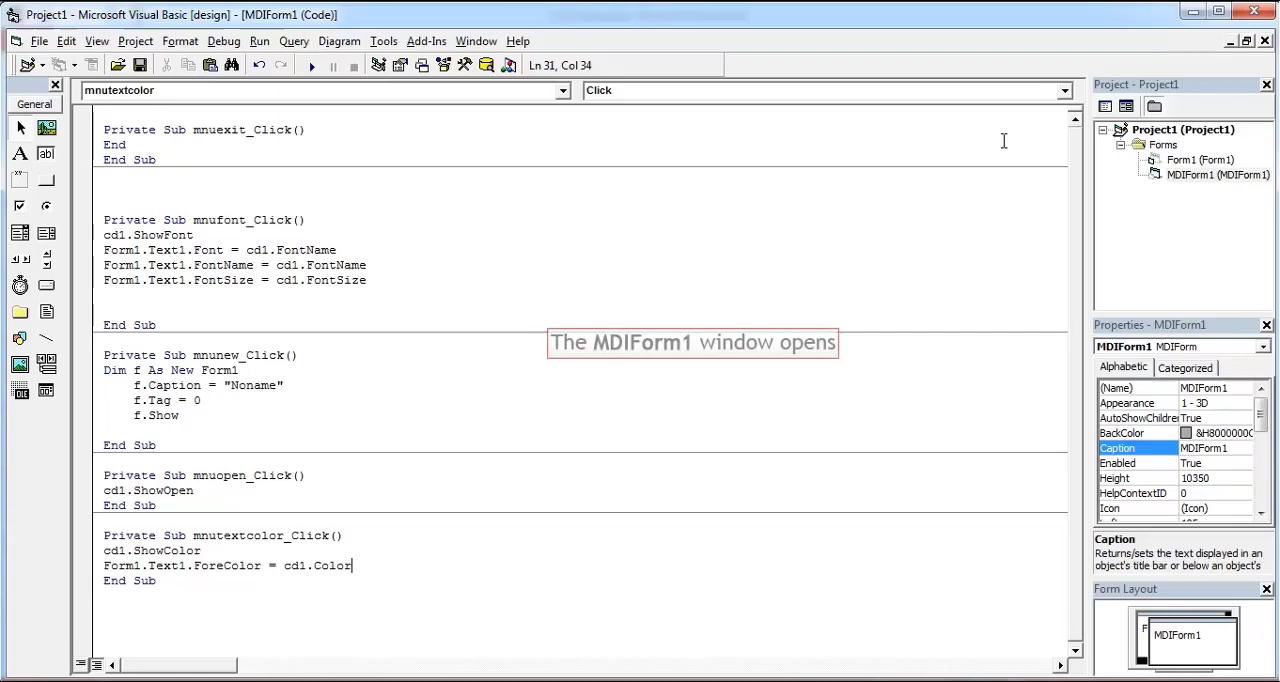 Project1 - Microsoft Visual Basic [design] - [MDIForm1 (Code)]
File Edit View Project Format Debug Run Query Diagram Tools Add-Ins Window Help
Ln 31, Col 34
General
mnutextcolor
Click
Private Sub mnuexit_Click()
End
End Sub
Private Sub mnufont_Click()
cd1.ShowFont
Form1.Text1.Font = cd1.FontName
Form1.Text1.FontName = cd1.FontName
Form1.Text1.FontSize = cd1.FontSize
End Sub
The MDIForm1 window opens
Private Sub mnunew_Click()
Dim f As New Form1
f.Caption = "Noname"
f.Tag = 0
f.Show
End Sub
Private Sub mnuopen_Click()
cd1.ShowOpen
End Sub
Private Sub mnutextcolor_Click()
cd1.ShowColor
Form1.Text1.ForeColor = cd1.Color
End Sub
Project - Project1
Project1 (Project1)
Forms
Form1 (Form1)
MDIForm1 (MDIForm1)
Properties - MDIForm1
MDIForm1 MDIForm
Alphabetic Categorized
(Name) MDIForm1
Appearance 1 - 3D
AutoShowChildren True
BackColor &H8000000C
Caption MDIForm1
Enabled True
Height 10350
HelpContextID 0
Icon (Icon)
Caption
Returns/sets the text displayed in an
object's title bar or below an object's
Form Layout
F
MDIForm1